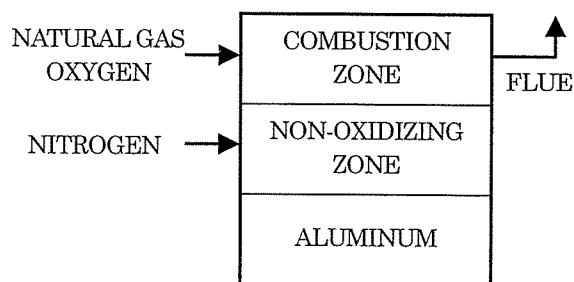 NATURAL GAS
OXYGEN
COMBUSTION
ZONE
FLUE
NITROGEN
NON-OXIDIZING
ZONE
ALUMINUM